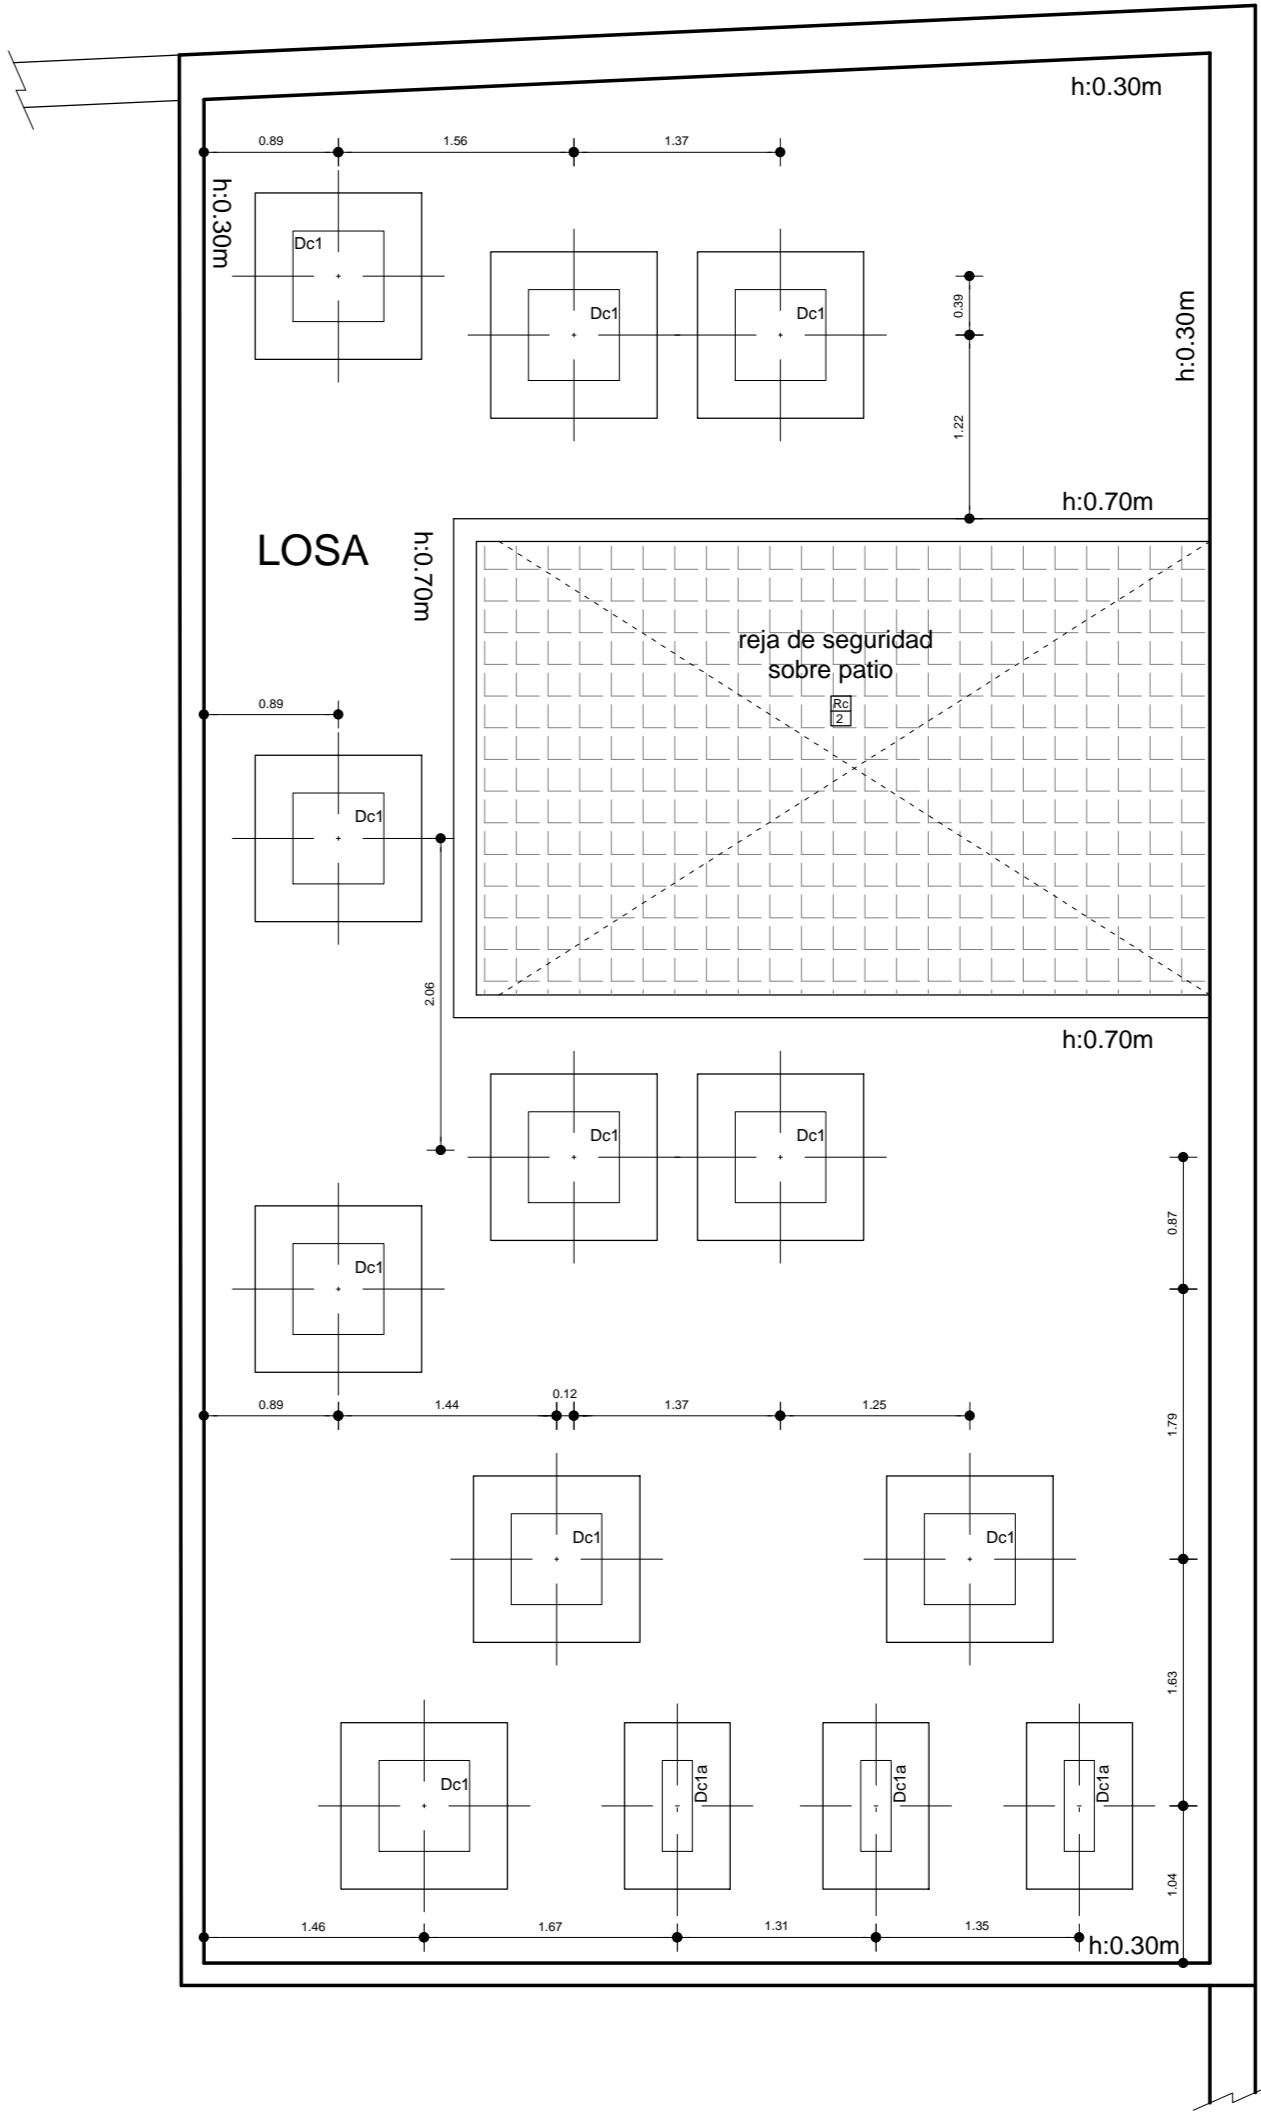 h:0.30m
0.89
1.56
1.37
h:0.30m
Dc1
Dc1
Dc1
0.39
h:0.30m
1.22
h:0.70m
LOSA
h:0.70m
reja de seguridad
sobre patio
Rc
2
0.89
Dc1
2.06
h:0.70m
Dc1
Dc1
0.87
Dc1
0.89
1.44
0.12
1.37
1.25
1.79
Dc1
Dc1
1.63
Dc1
Dc1a
Dc1a
Dc1a
1.04
1.46
1.67
1.31
1.35
h:0.30m